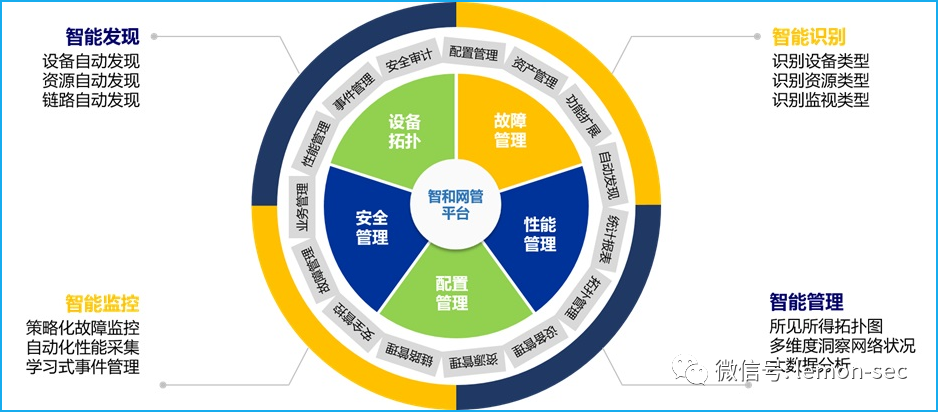 智能发现
设备自动发现
资源自动发现
链路自动发现
智能识别
识别设备类型
识别资源类型
识别监视类型
配置管理
资产管理
功能扩展
自动发现
统计报表
拓扑管理
设备管理
资源管理
链路管理
安全管控
故障管理
业务管理
性能管理
事件管理
安全审计
设备
拓扑
故障
管理
安全
管理
智和网管
平台
性能
管理
配置
管理
智能监控
策略化故障监控
自动化性能采集
学习式事件管理
智能管理
所见所得拓扑图
多维度洞察网络状况
数据分析
微信号: lemon-sec